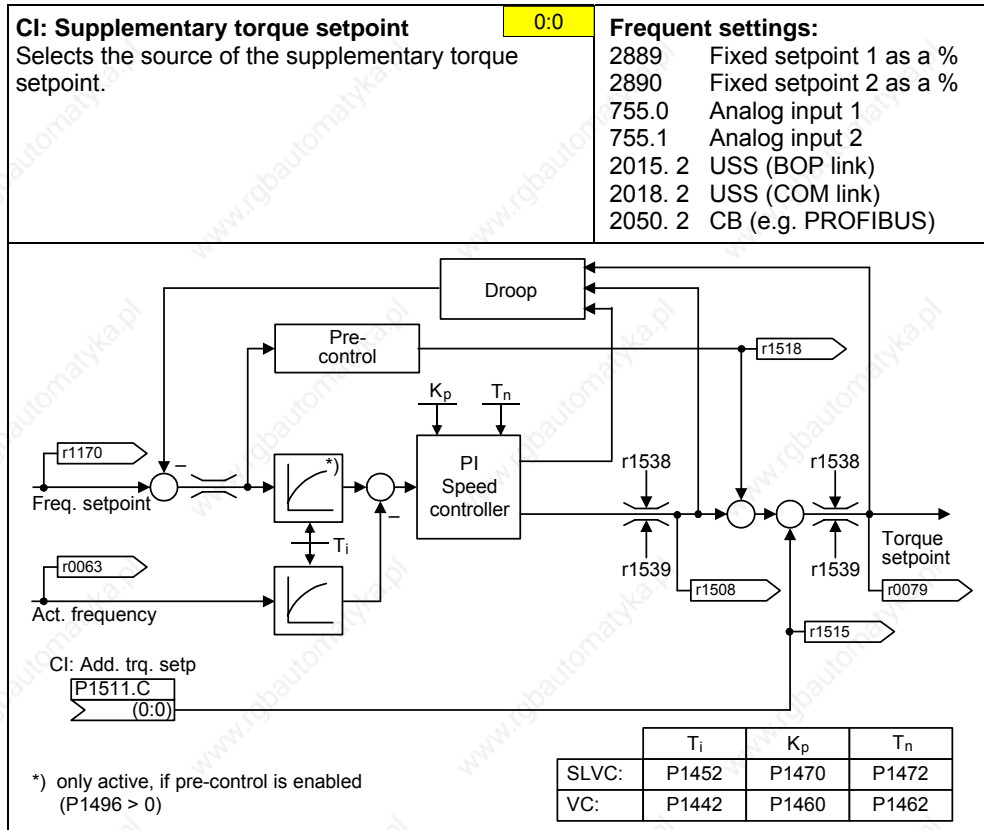 CI: Supplementary torque setpoint
0:0
Selects the source of the supplementary torque
setpoint.
Frequent settings:
2889 Fixed setpoint 1 as a %
2890 Fixed setpoint 2 as a %
755.0 Analog input 1
755.1 Analog input 2
2015. 2 USS (BOP link)
2018. 2 USS (COM link)
2050. 2 CB (e.g. PROFIBUS)
Droop
Pre-
control
r1518
Kp Tn
r1170
–
Freq. setpoint
*)
–
PI
Speed
controller
r1538
r1538
Ti
r1539
r1539
Torque
setpoint
r0063
Act. frequency
r1508
r0079
r1515
CI: Add. trq. setp
P1511.C
(0:0)
Ti Kp Tn
SLVC: P1452 P1470 P1472
VC: P1442 P1460 P1462
*) only active, if pre-control is enabled
(P1496 > 0)
www.rgbautomatyka.pl